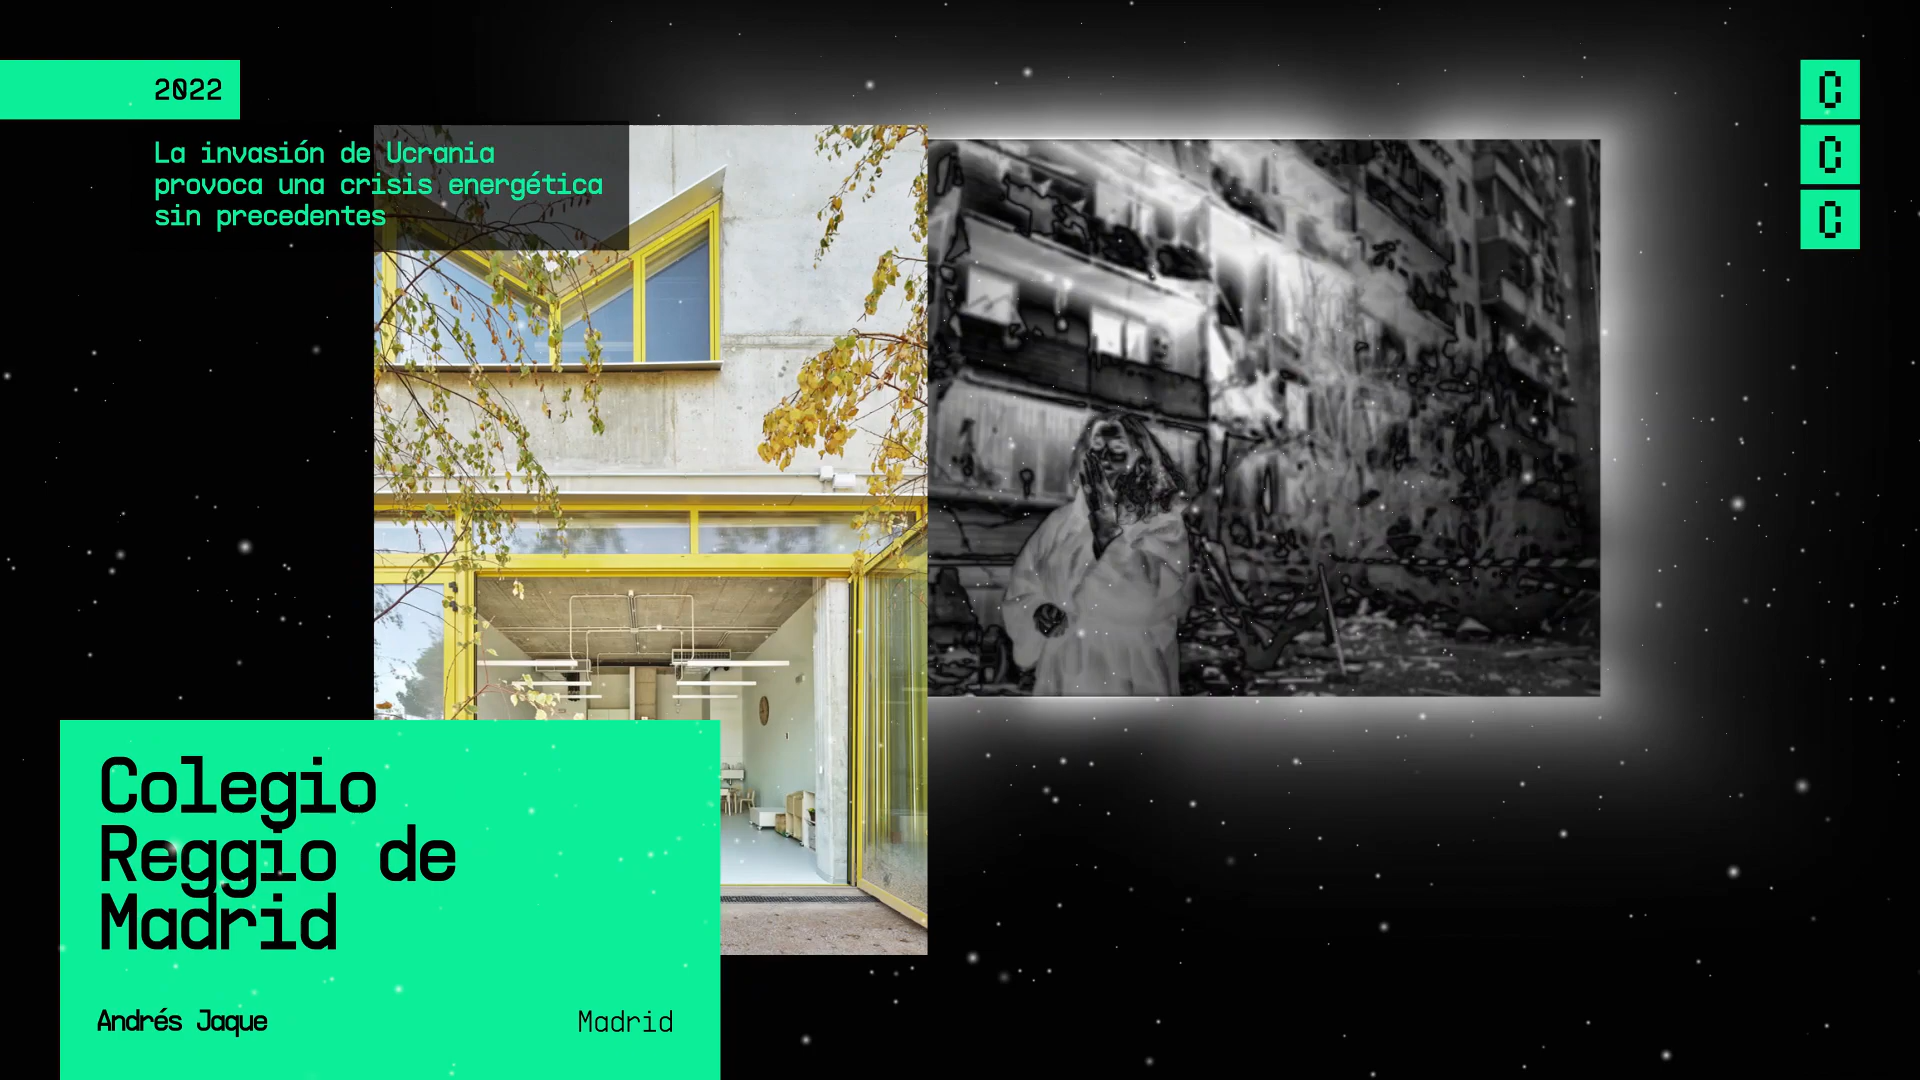 2022
La invasión de Ucrania
provoca una crisis energética
sin precedentes
C
C
C
Colegio
Reggio de
Madrid
Andrés Jaque
Madrid